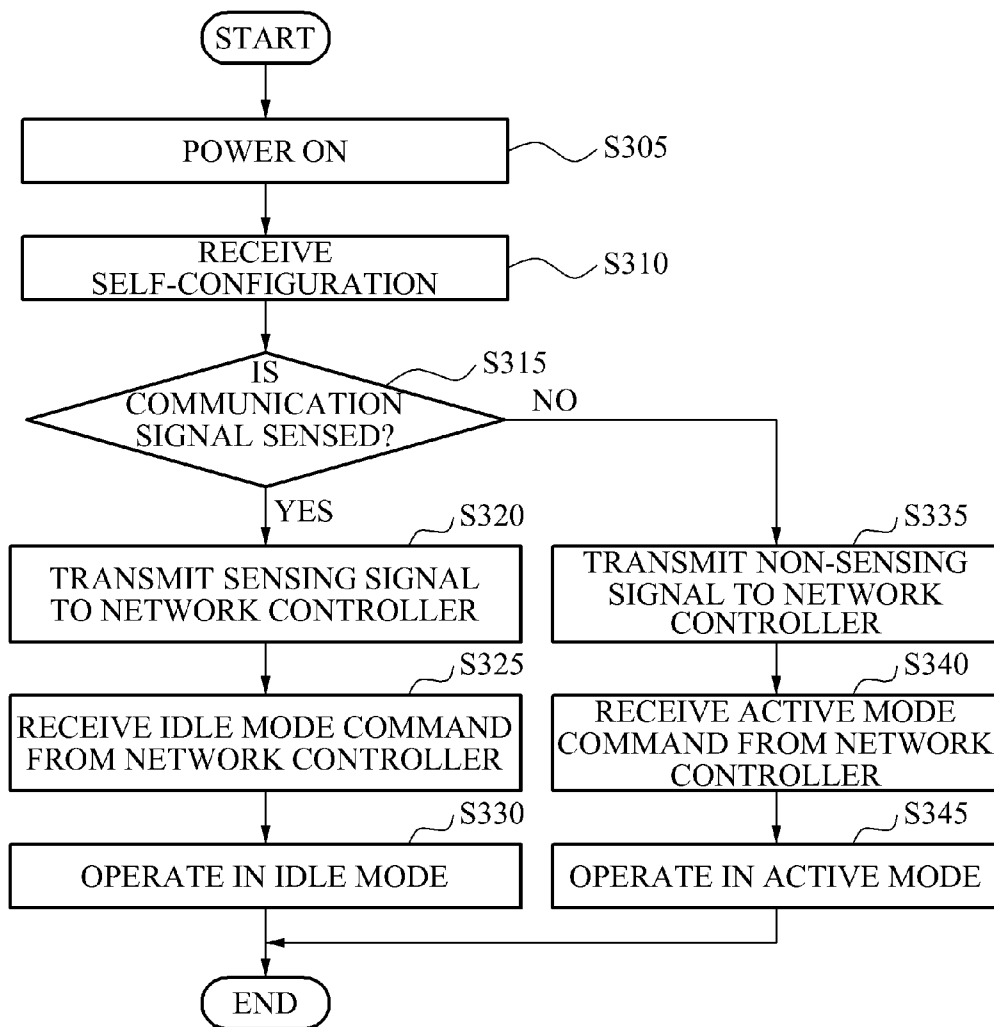 START
POWER ON
S305
RECEIVE
SELF-CONFIGURATION
S310
IS
COMMUNICATION
SIGNAL SENSED?
S315
NO
YES
S320
TRANSMIT SENSING SIGNAL
TO NETWORK CONTROLLER
S325
RECEIVE IDLE MODE COMMAND
FROM NETWORK CONTROLLER
S330
OPERATE IN IDLE MODE
S335
TRANSMIT NON-SENSING
SIGNAL TO NETWORK
CONTROLLER
S340
RECEIVE ACTIVE MODE
COMMAND FROM NETWORK
CONTROLLER
S345
OPERATE IN ACTIVE MODE
END